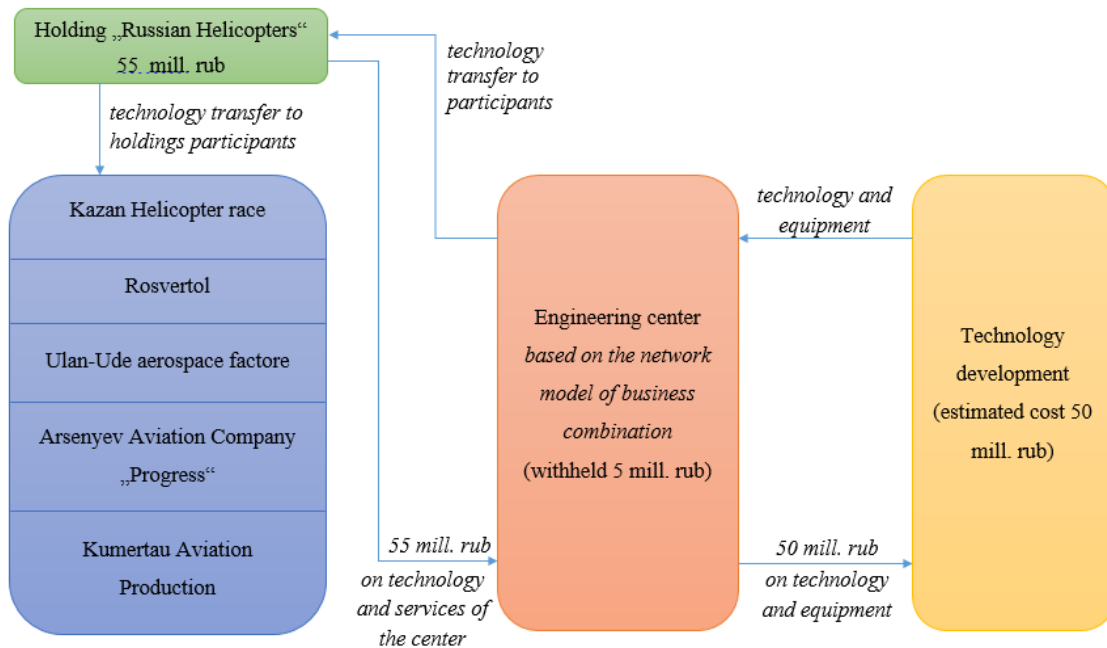 Holding „Russian Helicopters“
55 mill. rub
technology transfer to
holdings participants
Kazan Helicopter race
Rosvertol
Ulan-Ude aerospace factore
Arsenyev Aviation Company
„Progress“
Kumertau Aviation
Production
technology
transfer to
participants
55 mill. rub
on technology
and services of
the center
Engineering center
based on the network
model of business
combination
(withheld 5 mill. rub)
technology and
equipment
50 mill. rub
on technology
and equipment
Technology
development
(estimated cost 50
mill. rub)